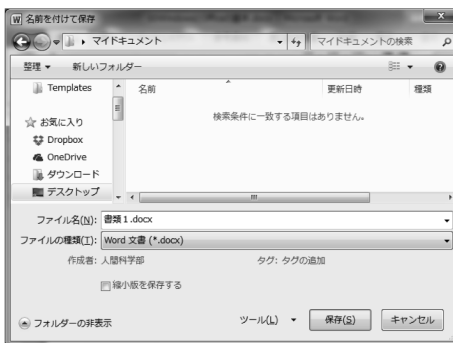 名前を付けて保存
マイドキュメント
マイドキュメントの検索
整理 新しいフォルダー
Templates
お気に入り
Dropbox
OneDrive
ダウンロード
デスクトップ
名前 更新日時 種類
検索条件に一致する項目はありません。
ファイル名(N): 書類1.docx
ファイルの種類(T): Word 文書 (*.docx)
作成者: 人間科学部 タグ: タグの追加
縮小版を保存する
フォルダーの非表示 ツール(L) 保存(S) キャンセル